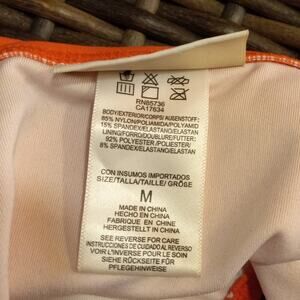 RN85736
CA17634
BODY/EXTERIOR/CORPS/ AUßENSTOFF:
85% NYLON/POLIAMIDA/POLYAMID
15% SPANDEX/ELASTANO/ELASTAN
LINING/FORRO/DOUBLURE/FUTTER:
92% POLYESTER/POLIESTER/
8% SPANDEX/ELASTANO/ELASTAN
CON INSUMOS IMPORTADOS
SIZE/TALLA/TAILLE/ GRÖßE
M
MADE IN CHINA
HECHO EN CHINA
FABRIQUE EN CHINE
HERGESTELLT IN CHINA
SEE REVERSE FOR CARE
INSTRUCCIONES DE CUIDADO AL REVERSO
VOIR L'INVERSE POUR LE SOIN
SIEHE RÜCKSEITE FÜR
PFLEGEHINWEISE